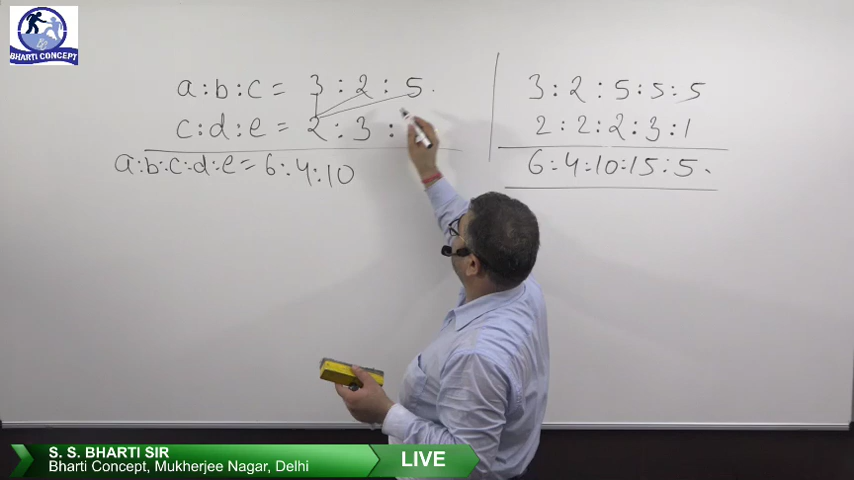 BHARTI CONCEPT
a:b:c = 3:2:5
c:d:e = 2:3:
a:b:c:d:e = 6:4:10
3:2:5:5:5
2:2:2:3:1
6:4:10:15:5
S. S. BHARTI SIR
Bharti Concept, Mukherjee Nagar, Delhi
LIVE